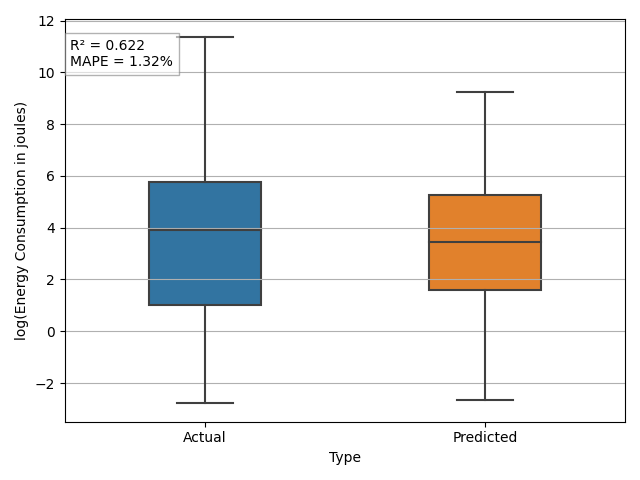 R² = 0.622
MAPE = 1.32%
log(Energy Consumption in joules)
12
10
8
6
4
2
0
−2
Actual
Predicted
Type